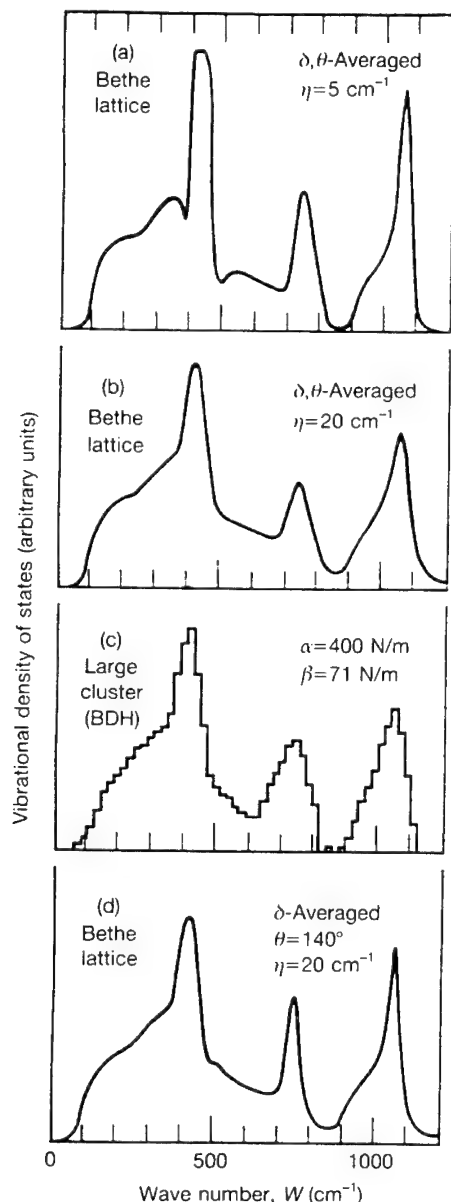 (a)
Bethe
lattice
δ,θ-Averaged
η=5 cm⁻¹
(b)
Bethe
lattice
δ,θ-Averaged
η=20 cm⁻¹
(c)
Large
cluster
(BDH)
α=400 N/m
β=71 N/m
(d)
Bethe
lattice
δ-Averaged
θ=140°
η=20 cm⁻¹
Vibrational density of states (arbitrary units)
0 500 1000
Wave number, W (cm⁻¹)